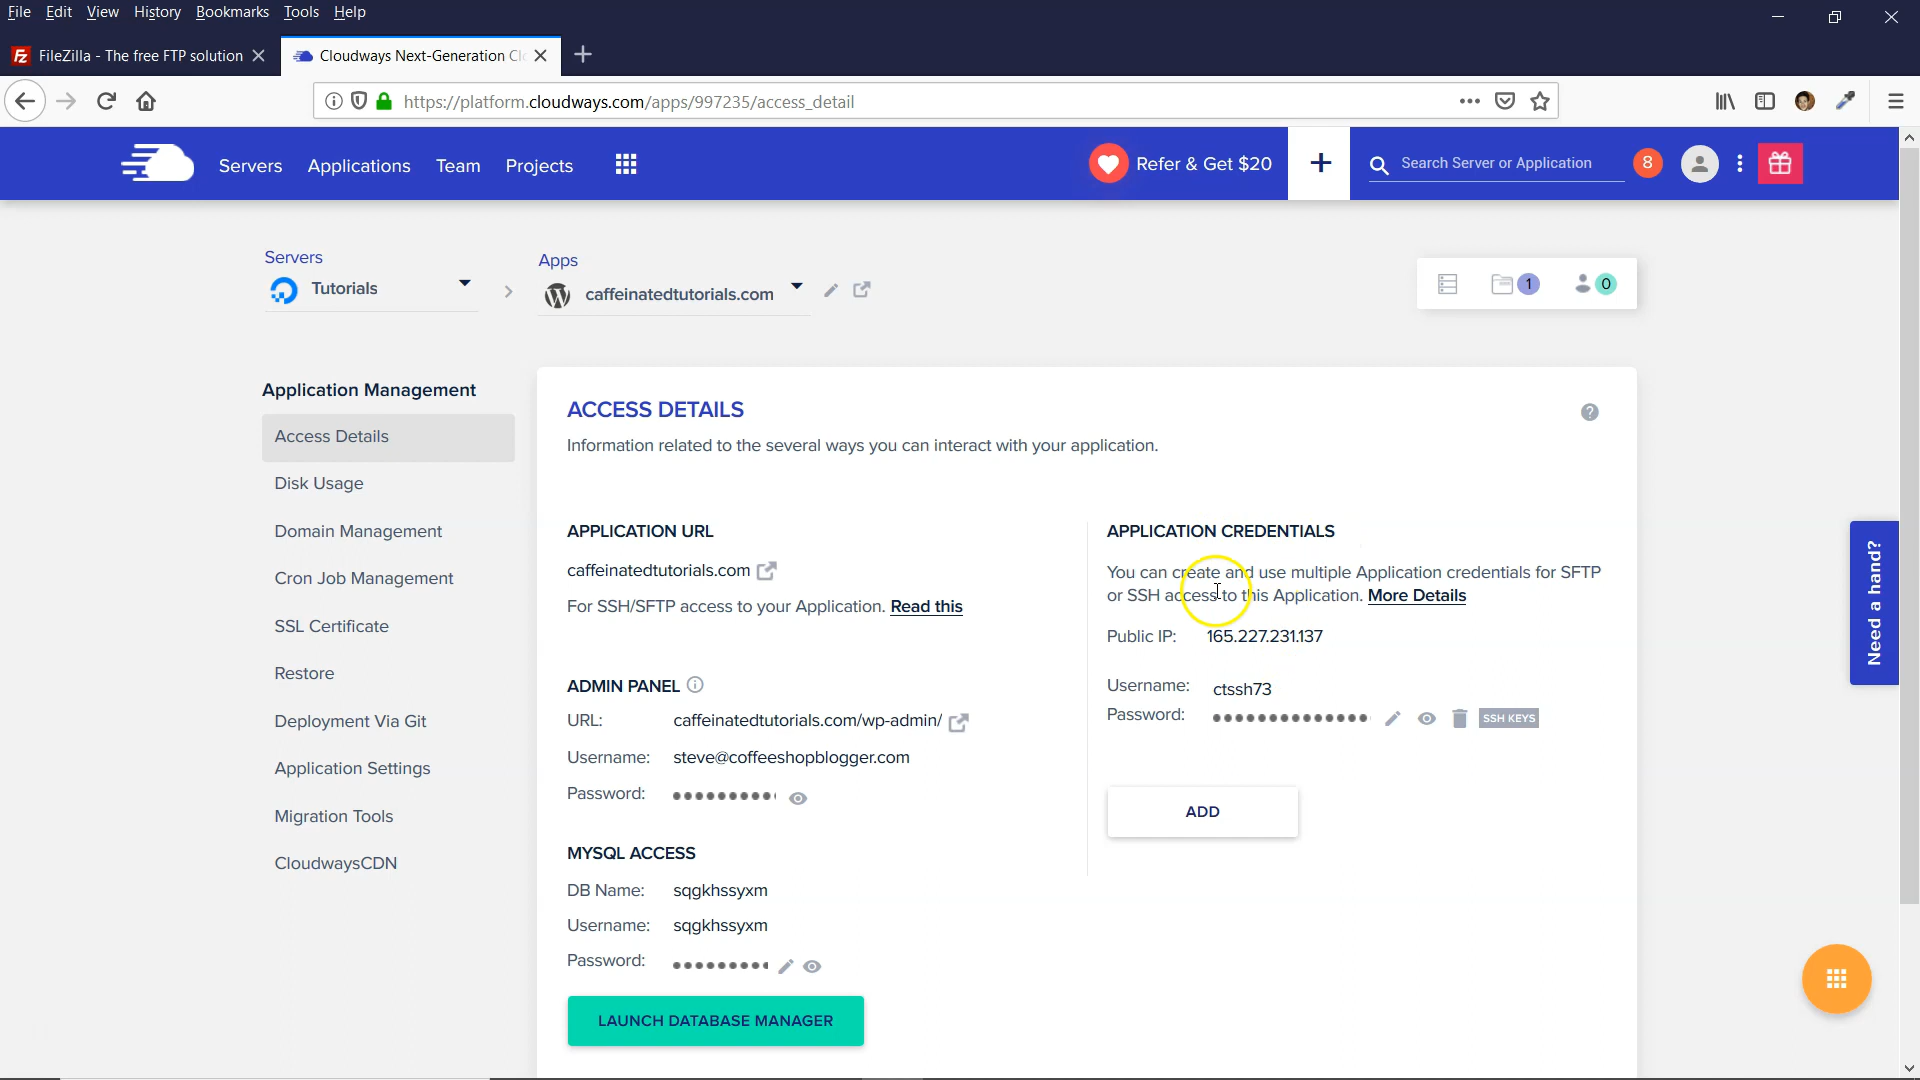 File Edit View History Bookmarks Tools Help
FileZilla - The free FTP solution
Cloudways Next-Generation Cl
https://platform.cloudways.com/apps/997235/access_detail
Servers Applications Team Projects
Refer & Get $20
+
Search Server or Application
8
Servers
Tutorials
Apps
caffeinatedtutorials.com
1
0
Application Management
Access Details
Disk Usage
Domain Management
Cron Job Management
SSL Certificate
Restore
Deployment Via Git
Application Settings
Migration Tools
CloudwaysCDN
ACCESS DETAILS
Information related to the several ways you can interact with your application.
APPLICATION URL
caffeinatedtutorials.com
For SSH/SFTP access to your Application. Read this
ADMIN PANEL
URL: caffeinatedtutorials.com/wp-admin/
Username: steve@coffeeshopblogger.com
Password:
MYSQL ACCESS
DB Name: sqgkhssyxm
Username: sqgkhssyxm
Password:
LAUNCH DATABASE MANAGER
APPLICATION CREDENTIALS
You can create and use multiple Application credentials for SFTP
or SSH access to this Application. More Details
Public IP: 165.227.231.137
Username: ctssh73
Password:
SSH KEYS
ADD
Need a hand?